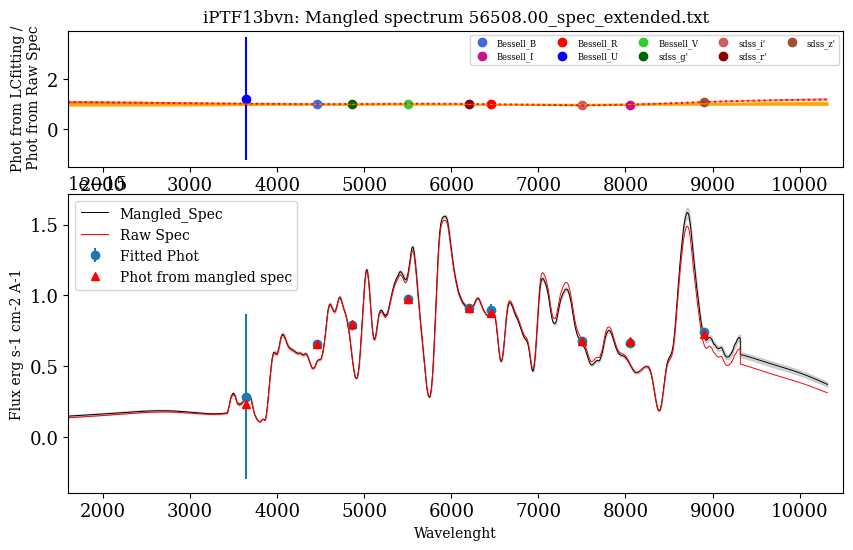 iPTF13bvn: Mangled spectrum 56508.00_spec_extended.txt
Phot from LCfitting /
Phot from Raw Spec
2
0
Bessell_B
Bessell_I
Bessell_R
Bessell_U
Bessell_V
sdss_g'
sdss_i'
sdss_r'
sdss_z'
2000 3000 4000 5000 6000 7000 8000 9000 10000
1e−15
Flux erg s-1 cm-2 A-1
1.5
1.0
0.5
0.0
Mangled_Spec
Raw Spec
Fitted Phot
Phot from mangled spec
2000 3000 4000 5000 6000 7000 8000 9000 10000
Wavelenght